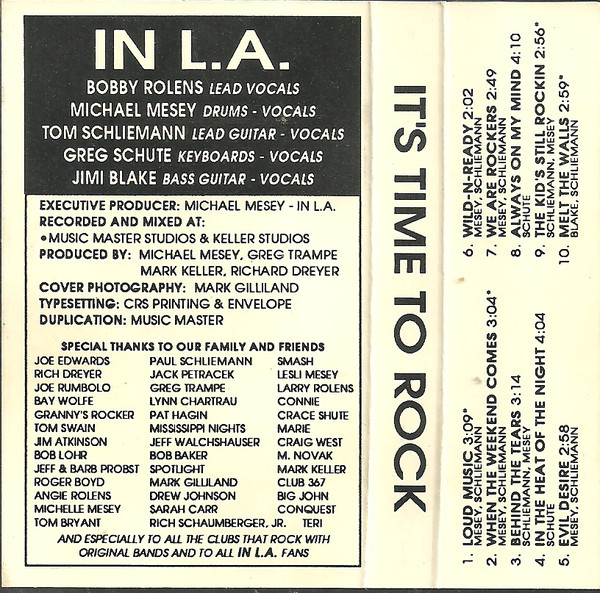 IN L.A.
BOBBY ROLENS LEAD VOCALS
MICHAEL MESEY DRUMS - VOCALS
TOM SCHLIEMANN LEAD GUITAR - VOCALS
GREG SCHUTE KEYBOARDS - VOCALS
JIMI BLAKE BASS GUITAR - VOCALS
EXECUTIVE PRODUCER: MICHAEL MESEY - IN L.A.
RECORDED AND MIXED AT:
•MUSIC MASTER STUDIOS & KELLER STUDIOS
PRODUCED BY: MICHAEL MESEY, GREG TRAMPE
MARK KELLER, RICHARD DREYER
COVER PHOTOGRAPHY: MARK GILLILAND
TYPESETTING: CRS PRINTING & ENVELOPE
DUPLICATION: MUSIC MASTER
SPECIAL THANKS TO OUR FAMILY AND FRIENDS
JOE EDWARDS PAUL SCHLIEMANN SMASH
RICH DREYER JACK PETRACEK LESLI MESEY
JOE RUMBOLO GREG TRAMPE LARRY ROLENS
BAY WOLFE LYNN CHARTRAU CONNIE
GRANNY'S ROCKER PAT HAGIN CRACE SHUTE
TOM SWAIN MISSISSIPPI NIGHTS MARIE
JIM ATKINSON JEFF WALCHSHAUSER CRAIG WEST
BOB LOHR BOB BAKER M. NOVAK
JEFF & BARB PROBST SPOTLIGHT MARK KELLER
ROGER BOYD MARK GILLILAND CLUB 367
ANGIE ROLENS DREW JOHNSON BIG JOHN
MICHELLE MESEY SARAH CARR CONQUEST
TOM BRYANT RICH SCHAUMBERGER, JR. TERI
AND ESPECIALLY TO ALL THE CLUBS THAT ROCK WITH
ORIGINAL BANDS AND TO ALL IN L.A. FANS
IT'S TIME TO ROCK
1. LOUD MUSIC 3:09*
MESEY, SCHLIEMANN
2. WHEN THE WEEKEND COMES 3:04*
MESEY, SCHLIEMANN
3. BEHIND THE TEARS 3:14
SCHLIEMANN, MESEY
4. IN THE HEAT OF THE NIGHT 4:04
SCHUTE
5. EVIL DESIRE 2:58
MESEY, SCHLIEMANN
6. WILD-N-READY 2:02
MESEY, SCHLIEMANN
7. WE ARE ROCKERS 2:49
MESEY, SCHLIEMANN
8. ALWAYS ON MY MIND 4:10
SCHUTE
9. THE KID'S STILL ROCKIN 2:56*
SCHLIEMANN, MESEY
10. MELT THE WALLS 2:59*
BLAKE, SCHLIEMANN